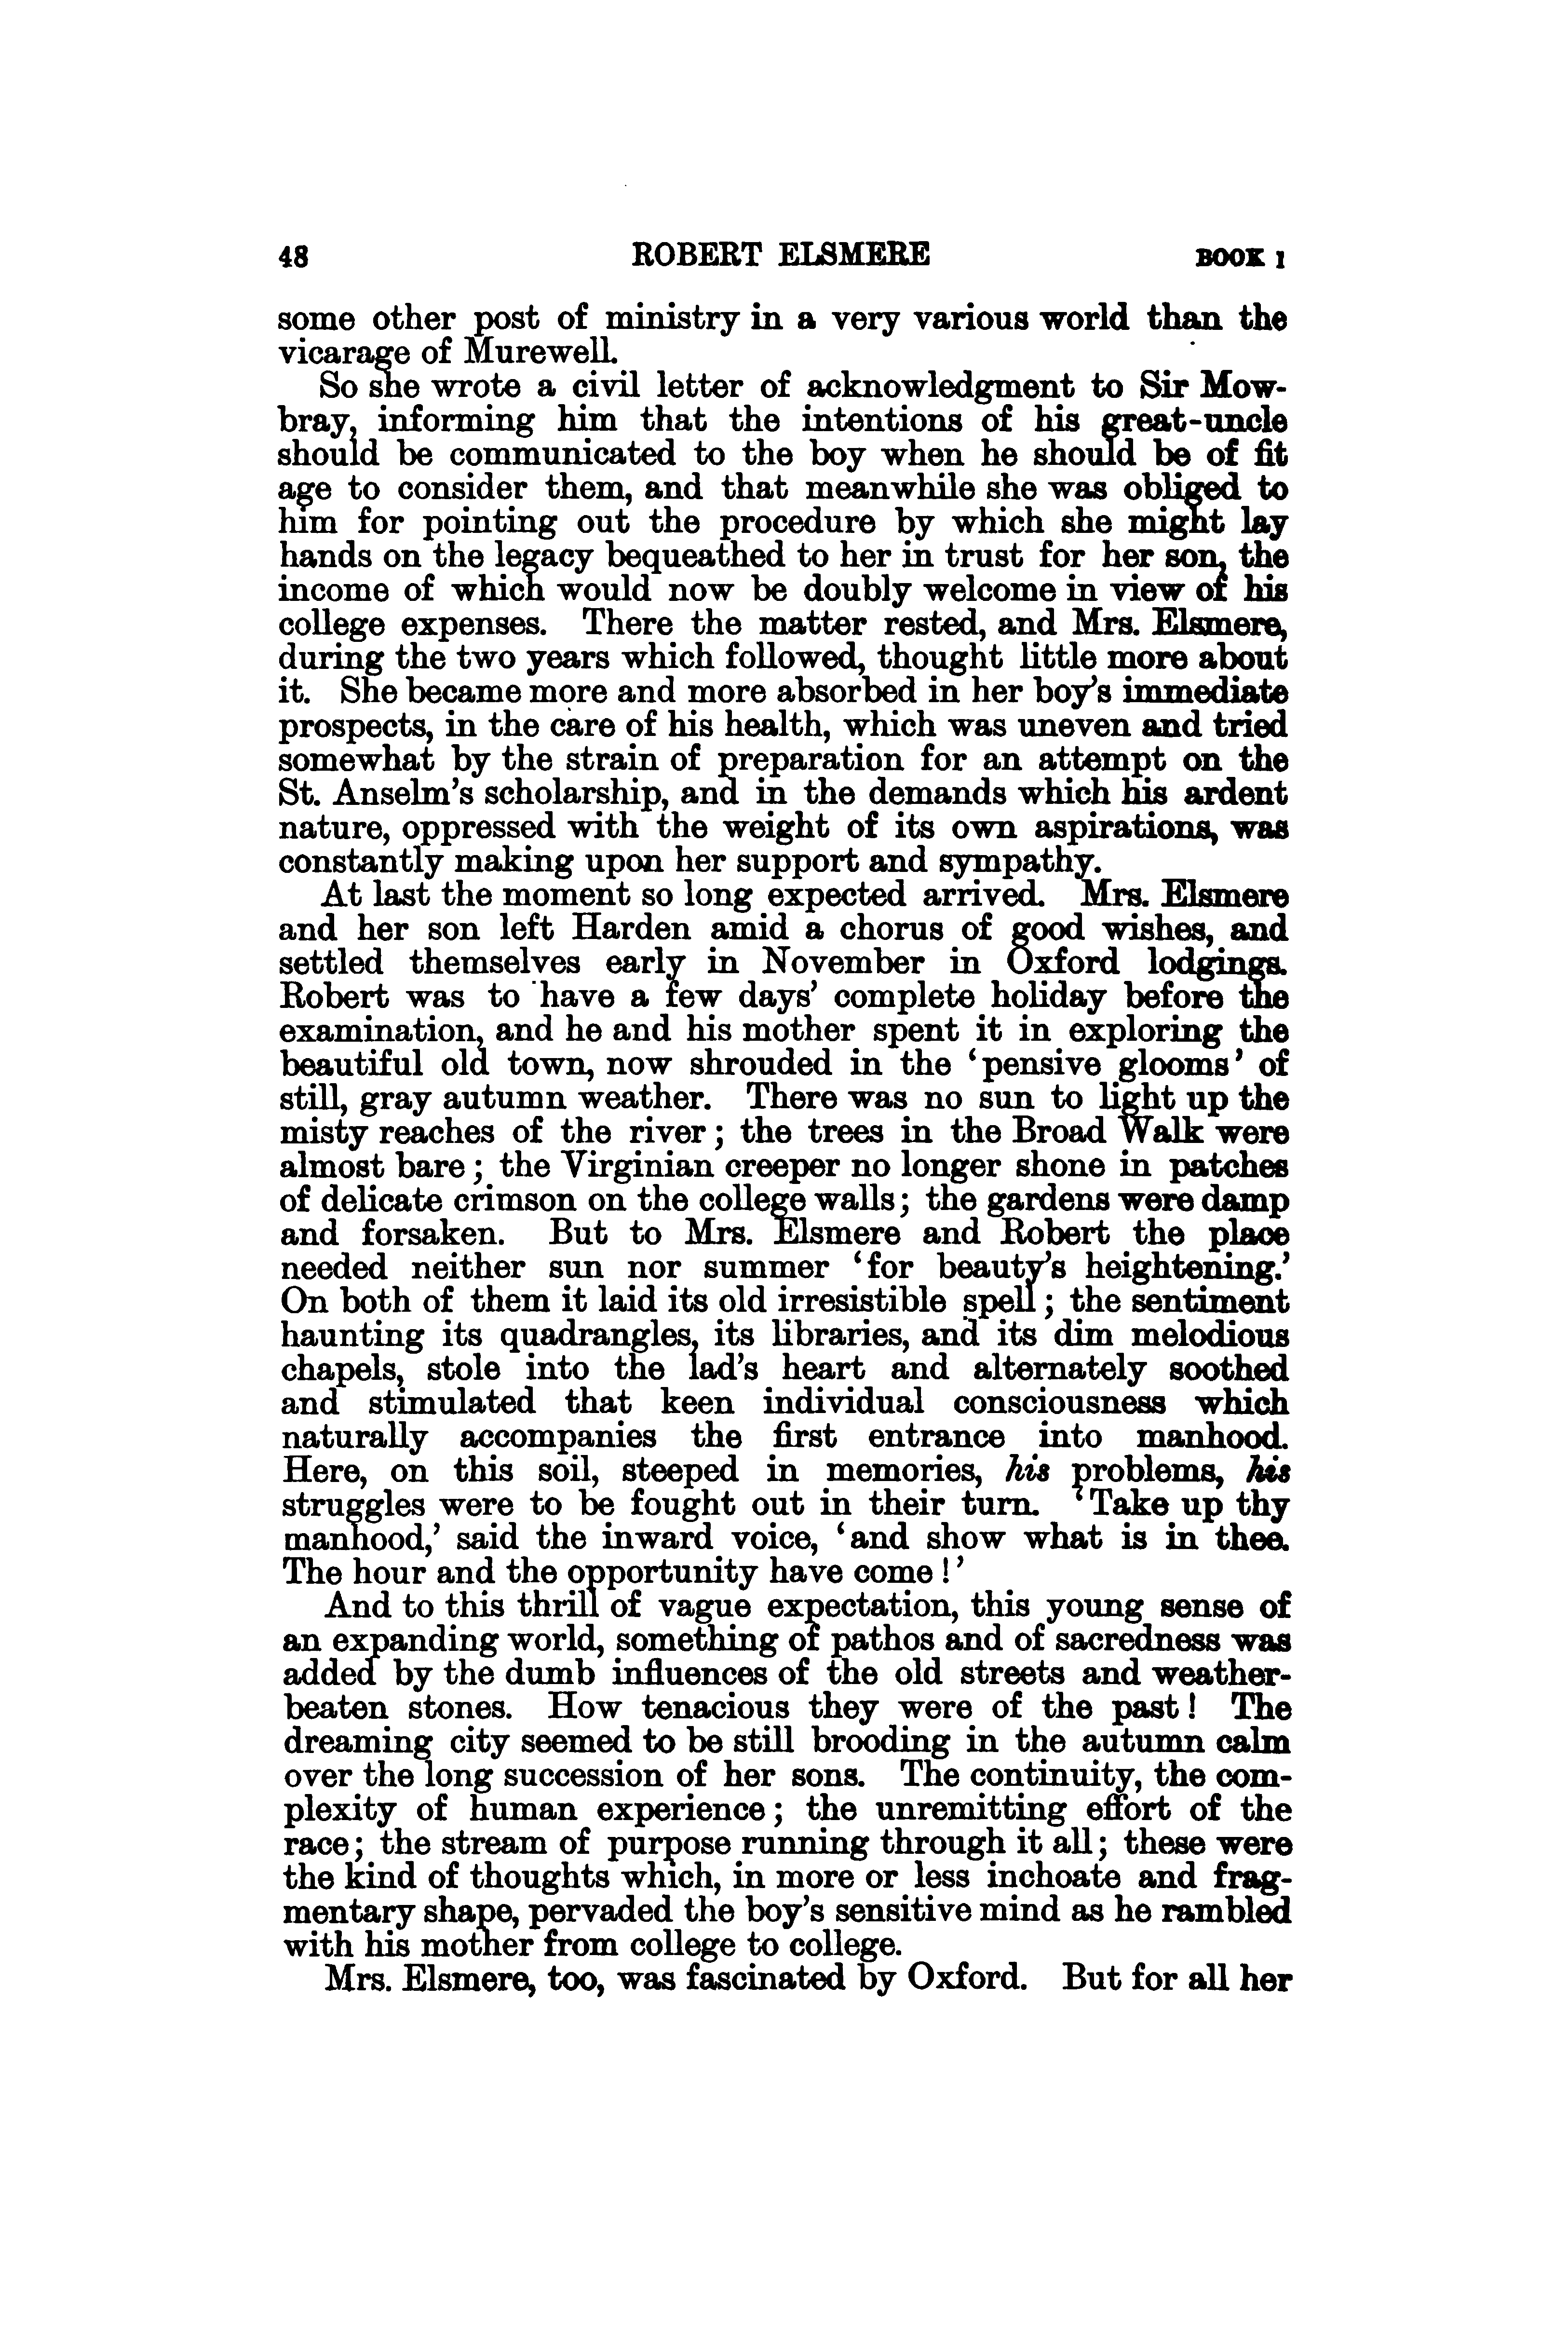 48 ROBERT ELSMERE BOOK I
some other post of ministry in a very various world than the
vicarage of Murewell.
So she wrote a civil letter of acknowledgment to Sir Mow-
bray, informing him that the intentions of his great-uncle
should be communicated to the boy when he should be of fit
age to consider them, and that meanwhile she was obliged to
him for pointing out the procedure by which she might lay
hands on the legacy bequeathed to her in trust for her son, the
income of which would now be doubly welcome in view of his
college expenses. There the matter rested, and Mrs. Elsmere,
during the two years which followed, thought little more about
it. She became more and more absorbed in her boy's immediate
prospects, in the care of his health, which was uneven and tried
somewhat by the strain of preparation for an attempt on the
St. Anselm's scholarship, and in the demands which his ardent
nature, oppressed with the weight of its own aspirations, was
constantly making upon her support and sympathy.
At last the moment so long expected arrived. Mrs. Elsmere
and her son left Harden amid a chorus of good wishes, and
settled themselves early in November in Oxford lodgings.
Robert was to have a few days' complete holiday before the
examination, and he and his mother spent it in exploring the
beautiful old town, now shrouded in the ‘pensive glooms’ of
still, gray autumn weather. There was no sun to light up the
misty reaches of the river; the trees in the Broad Walk were
almost bare; the Virginian creeper no longer shone in patches
of delicate crimson on the college walls; the gardens were damp
and forsaken. But to Mrs. Elsmere and Robert the place
needed neither sun nor summer ‘for beauty's heightening.’
On both of them it laid its old irresistible spell; the sentiment
haunting its quadrangles, its libraries, and its dim melodious
chapels, stole into the lad's heart and alternately soothed
and stimulated that keen individual consciousness which
naturally accompanies the first entrance into manhood.
Here, on this soil, steeped in memories, his problems, his
struggles were to be fought out in their turn. ‘Take up thy
manhood,’ said the inward voice, ‘and show what is in thee.
The hour and the opportunity have come!’
And to this thrill of vague expectation, this young sense of
an expanding world, something of pathos and of sacredness was
added by the dumb influences of the old streets and weather-
beaten stones. How tenacious they were of the past! The
dreaming city seemed to be still brooding in the autumn calm
over the long succession of her sons. The continuity, the com-
plexity of human experience; the unremitting effort of the
race; the stream of purpose running through it all; these were
the kind of thoughts which, in more or less inchoate and frag-
mentary shape, pervaded the boy's sensitive mind as he rambled
with his mother from college to college.
Mrs. Elsmere, too, was fascinated by Oxford. But for all her